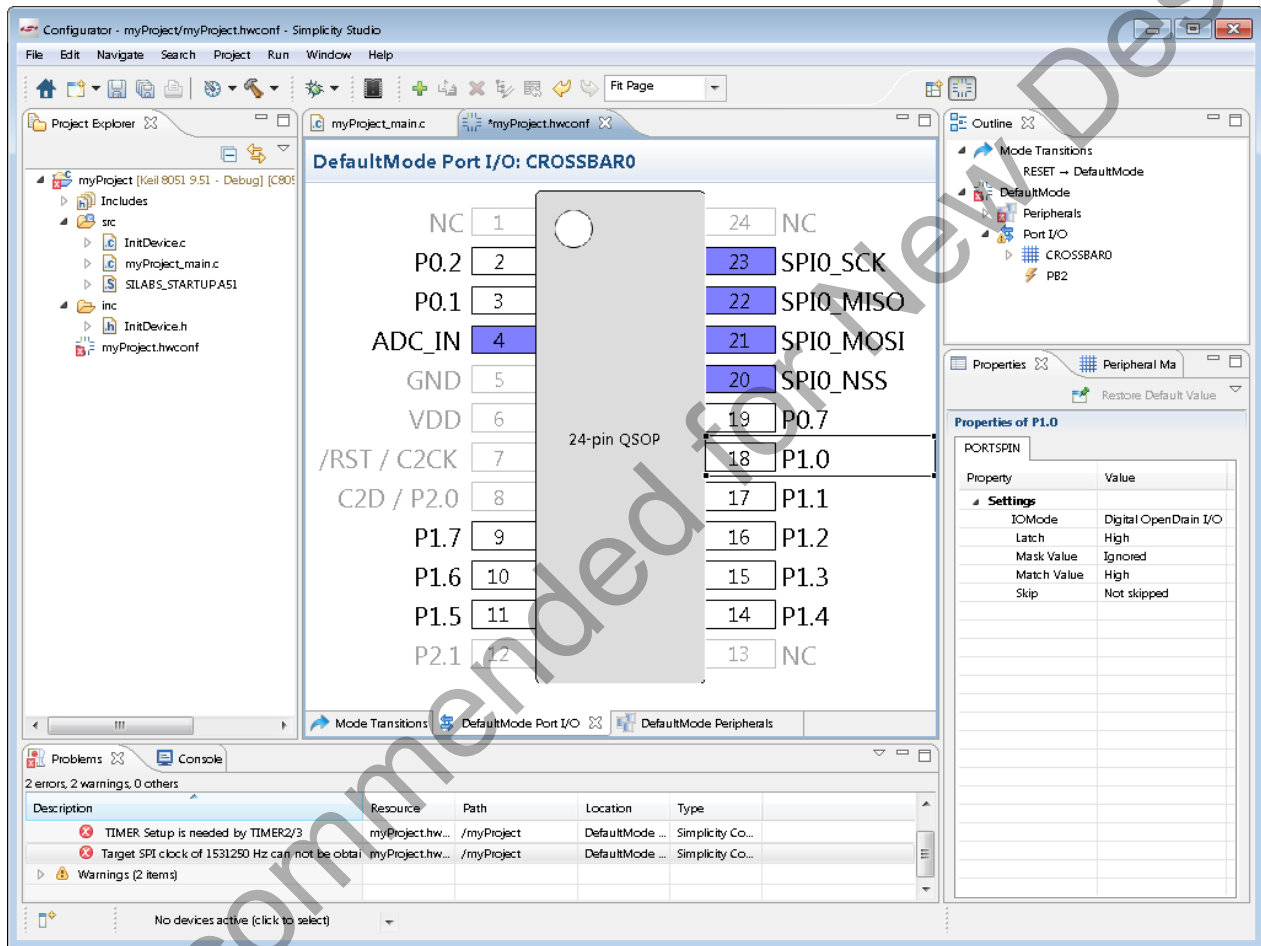 Configurator - myProject/myProject.hwconf - Simplicity Studio
File Edit Navigate Search Project Run Window Help
Fit Page
Project Explorer
myProject [Keil 8051 9.51 - Debug] [C805
Includes
src
InitDevice.c
myProject_main.c
SILABS_STARTUP.A51
inc
InitDevice.h
myProject.hwconf
myProject_main.c *myProject.hwconf
DefaultMode Port I/O: CROSSBAR0
NC 1 24 NC
P0.2 2 23 SPI0_SCK
P0.1 3 22 SPI0_MISO
ADC_IN 4 21 SPI0_MOSI
GND 5 20 SPI0_NSS
VDD 6 19 P0.7
24-pin QSOP
/RST / C2CK 7 18 P1.0
C2D / P2.0 8 17 P1.1
P1.7 9 16 P1.2
P1.6 10 15 P1.3
P1.5 11 14 P1.4
P2.1 12 13 NC
Mode Transitions DefaultMode Port I/O DefaultMode Peripherals
Outline
Mode Transitions
RESET → DefaultMode
DefaultMode
Peripherals
Port I/O
CROSSBAR0
PB2
Properties Peripheral Ma
Restore Default Value
Properties of P1.0
PORTSPIN
Property Value
Settings
IOMode Digital OpenDrain I/O
Latch High
Mask Value Ignored
Match Value High
Skip Not skipped
Problems Console
2 errors, 2 warnings, 0 others
Description Resource Path Location Type
TIMER Setup is needed by TIMER2/3 myProject.hw... /myProject DefaultMode ... Simplicity Co...
Target SPI clock of 1531250 Hz can not be obtai myProject.hw... /myProject DefaultMode ... Simplicity Co...
Warnings (2 items)
No devices active (click to select)
commended for New Des